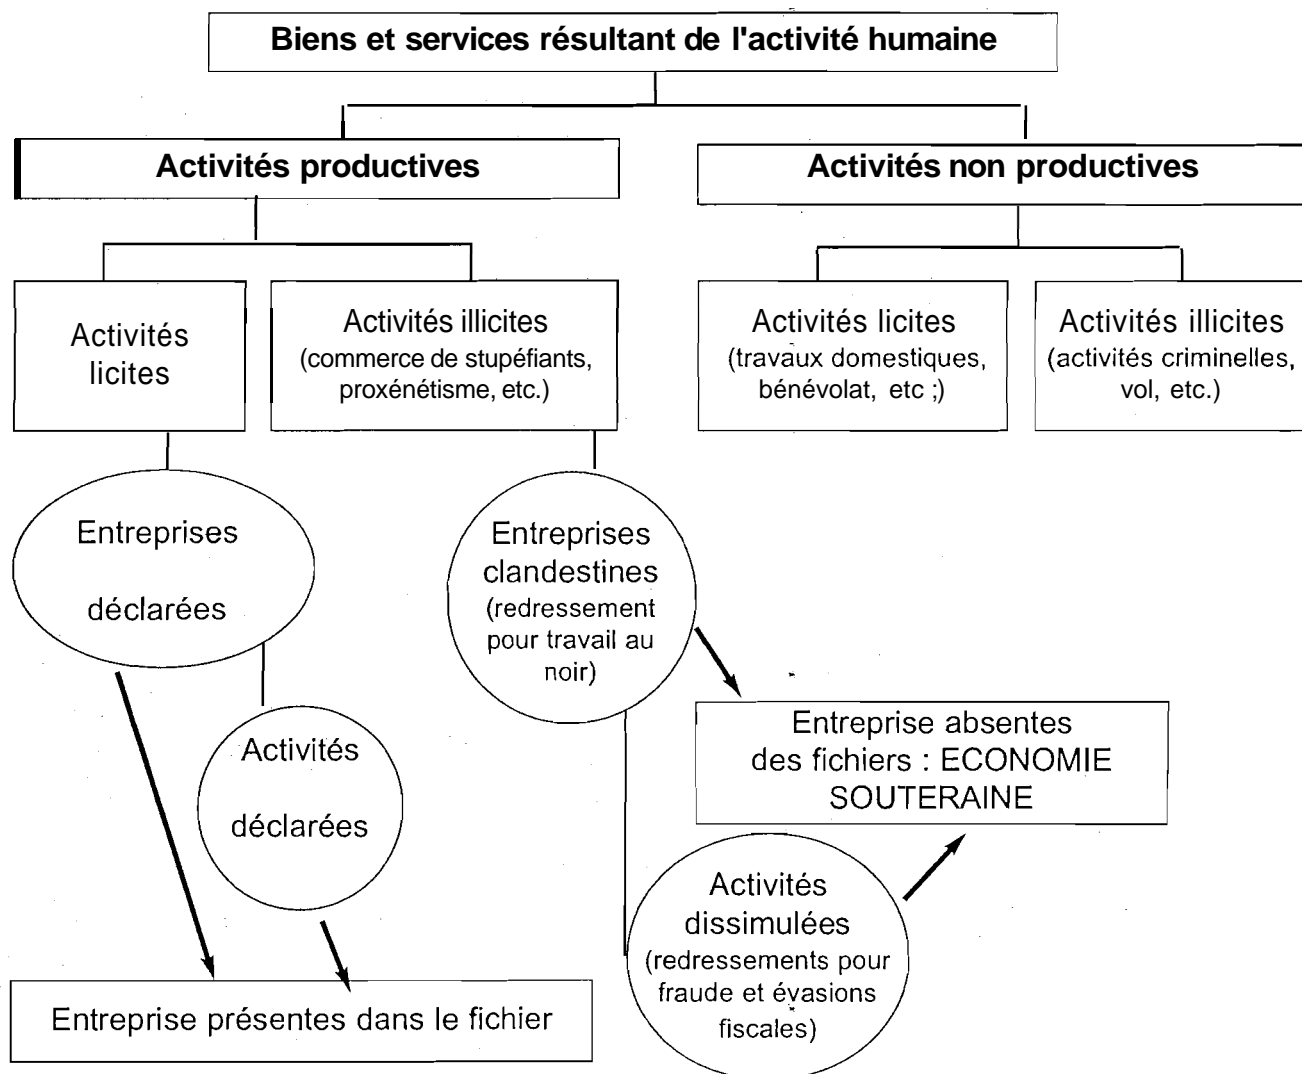 Biens et services résultant de l'activité humaine
Activités productives
Activités non productives
Activités
licites
Activités illicites
(commerce de stupéfiants,
proxénétisme, etc.)
Activités licites
(travaux domestiques,
bénévolat, etc ;)
Activités illicites
(activités criminelles,
vol, etc.)
Entreprises
déclarées
Entreprises
clandestines
(redressement
pour travail au
noir)
Activités
déclarées
Entreprise absentes
des fichiers : ECONOMIE
SOUTERAINE
Activités
dissimulées
(redressements pour
fraude et évasions
fiscales)
Entreprise présentes dans le fichier